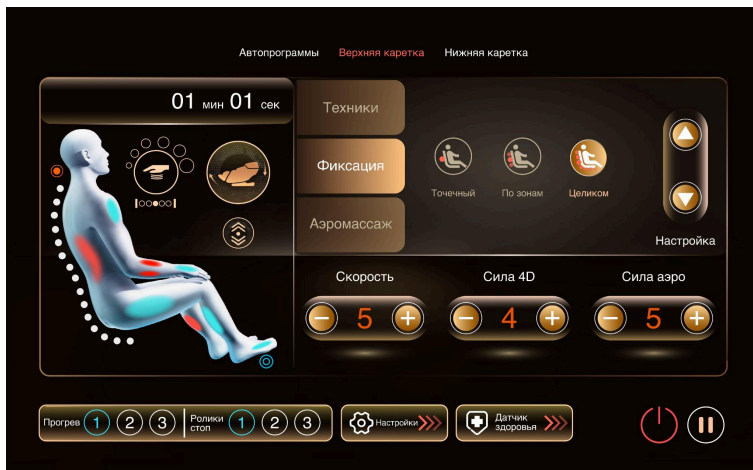 Автопрограммы Верхняя каретка Нижняя каретка
01 мин 01 сек
Техники
Фиксация
Аэромассаж
Точечный По зонам Целиком
Настройка
Скорость Сила 4D Сила аэро
5 4 5
Прогрев 1 2 3 Ролики стоп 1 2 3
Настройки
Датчик
здоровья